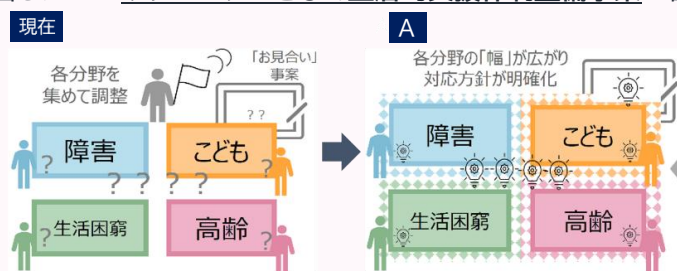 現在
各分野を
集めて調整
「お見合い」
事案
? ?
障害
こども
?
?
? ? ? ?
生活困窮
高齢
?
?
A
各分野の「幅」が広がり
対応方針が明確化
障害
こども
生活困窮
高齢